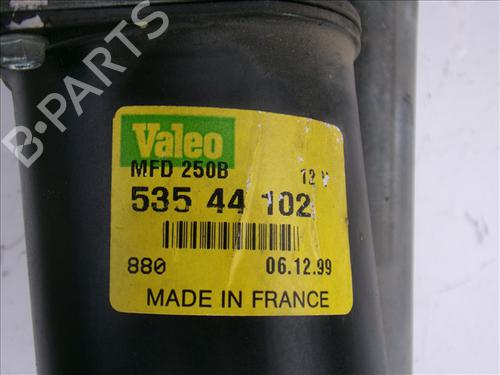 B-PARTS
Valeo
MFD 250B 12 V
535 44 102
880 06.12.99
MADE IN FRANCE